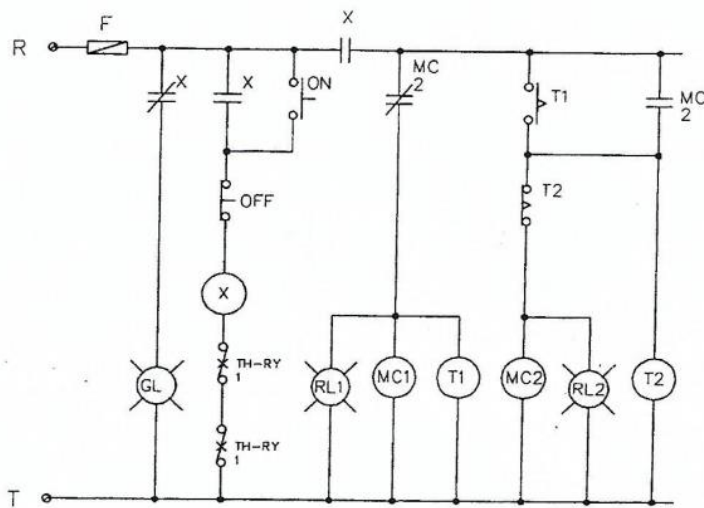 X
F
R
X
X
ON
MC
2
T1
MC
2
T2
OFF
X
TH-RY
1
GL
RL1
MC1
T1
MC2
RL2
T2
TH-RY
1
T